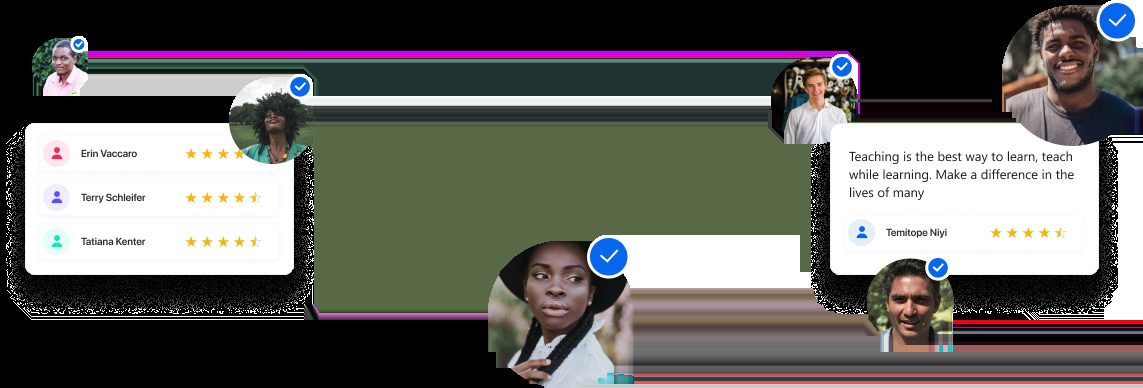 Erin Vaccaro
Terry Schleifer
Tatiana Kenter
Teaching is the best way to learn, teach
while learning. Make a difference in the
lives of many
Temitope Niyi